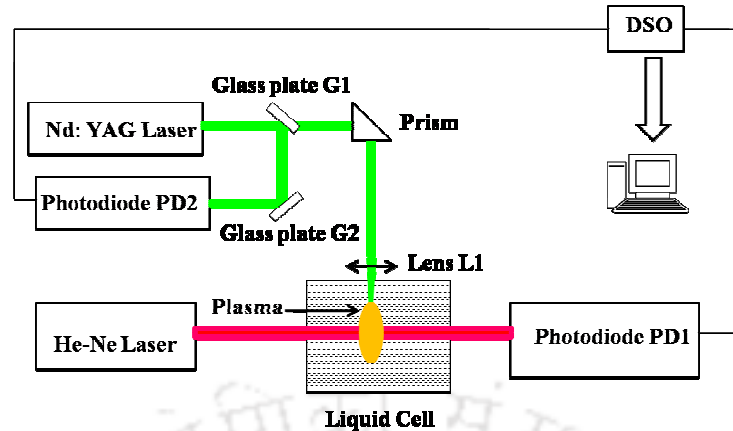 DSO
Glass plate G1
Nd: YAG Laser
Prism
Photodiode PD2
Glass plate G2
Lens L1
Plasma
He-Ne Laser
Photodiode PD1
Liquid Cell